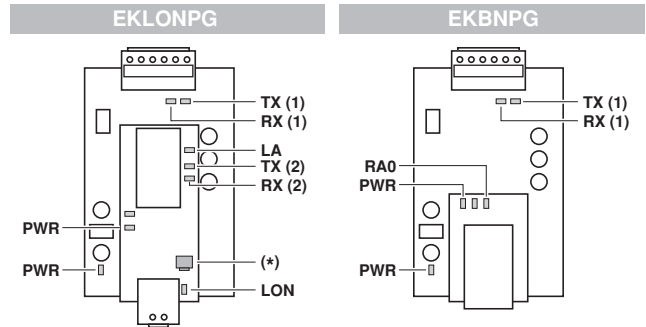 EKLONPG
TX (1)
RX (1)
LA
TX (2)
RX (2)
PWR
PWR
(*)
LON
EKBNPG
TX (1)
RX (1)
RA0
PWR
PWR